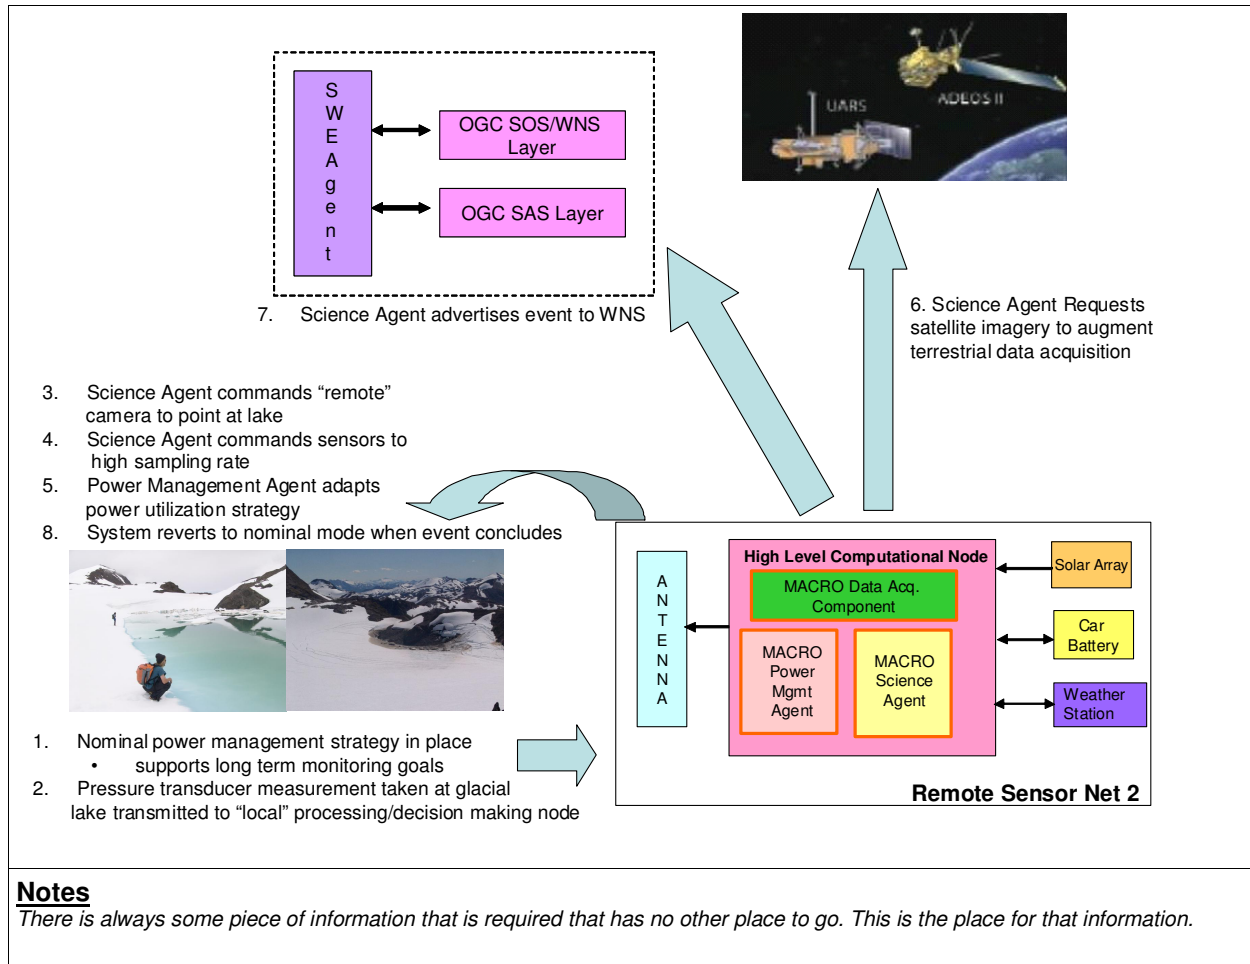 S
W
E
A
g
e
n
t
OGC SOS/WNS
Layer
OGC SAS Layer
UARS
ADEOS II
7. Science Agent advertises event to WNS
6. Science Agent Requests
satellite imagery to augment
terrestrial data acquisition
3. Science Agent commands “remote”
camera to point at lake
4. Science Agent commands sensors to
high sampling rate
5. Power Management Agent adapts
power utilization strategy
8. System reverts to nominal mode when event concludes
A
N
T
E
N
N
A
High Level Computational Node
MACRO Data Acq.
Component
MACRO
Power
Mgmt
Agent
MACRO
Science
Agent
Solar Array
Car
Battery
Weather
Station
Remote Sensor Net 2
1. Nominal power management strategy in place
• supports long term monitoring goals
2. Pressure transducer measurement taken at glacial
lake transmitted to “local” processing/decision making node
Notes
There is always some piece of information that is required that has no other place to go. This is the place for that information.